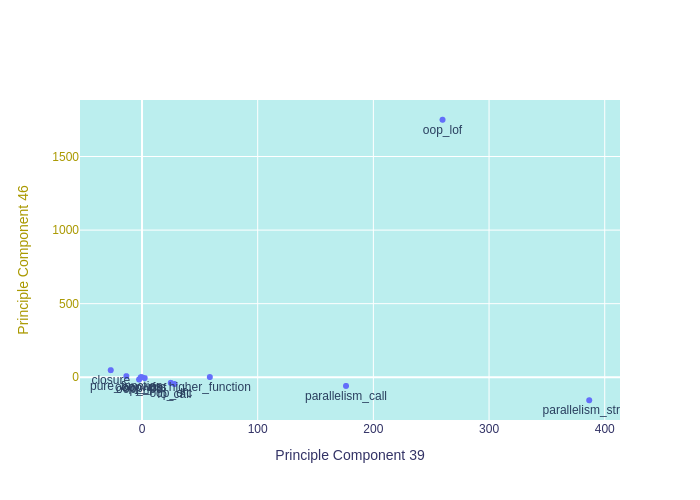 oop_lof
1500
1000
500
0
Principle Component 46
closure
higher_function
parallelism_call
parallelism_str
0
100
200
300
400
Principle Component 39